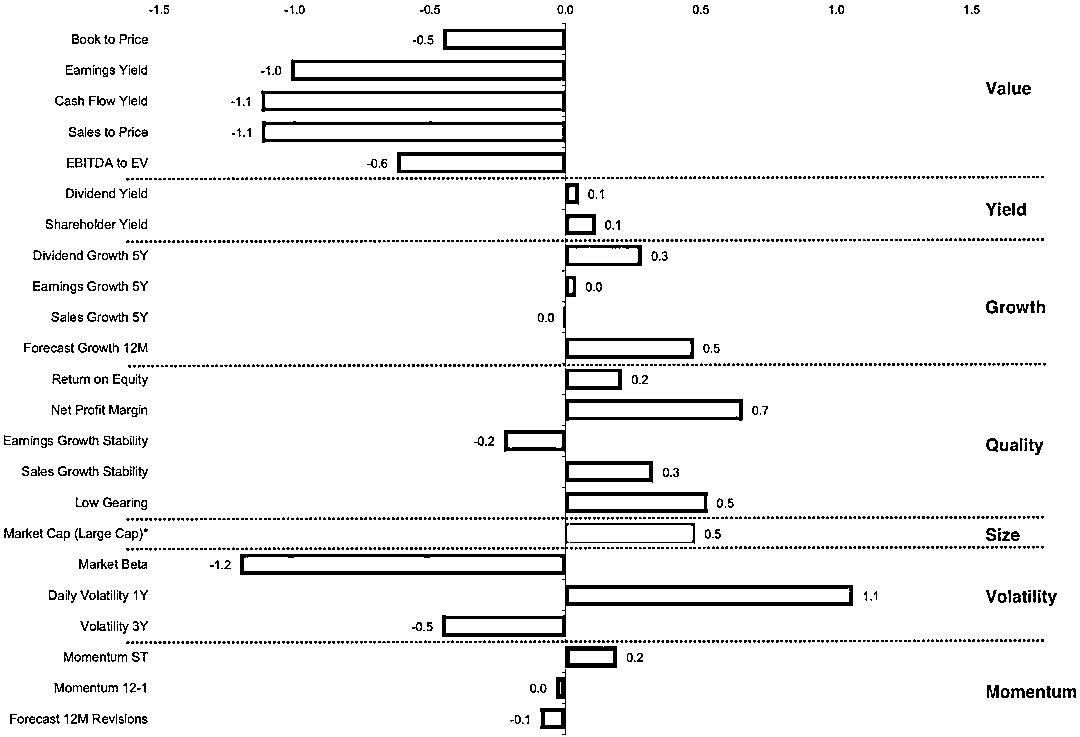 -1.5 -1.0 -0.5 0.0 0.5 1.0 1.5
Book to Price -0.5
Earnings Yield -1.0
Value
Cash Flow Yield -1.1
Sales to Price -1.1
EBITDA to EV -0.6
Dividend Yield 0.1
Yield
Shareholder Yield 0.1
Dividend Growth 5Y 0.3
Earnings Growth 5Y 0.0
Growth
Sales Growth 5Y 0.0
Forecast Growth 12M 0.5
Return on Equity 0.2
Net Profit Margin 0.7
Earnings Growth Stability -0.2
Quality
Sales Growth Stability 0.3
Low Gearing 0.5
Market Cap (Large Cap)* 0.5 Size
Market Beta -1.2
Daily Volatility 1Y 1.1 Volatility
Volatility 3Y -0.5
Momentum ST 0.2
Momentum 12-1 0.0 Momentum
Forecast 12M Revisions -0.1